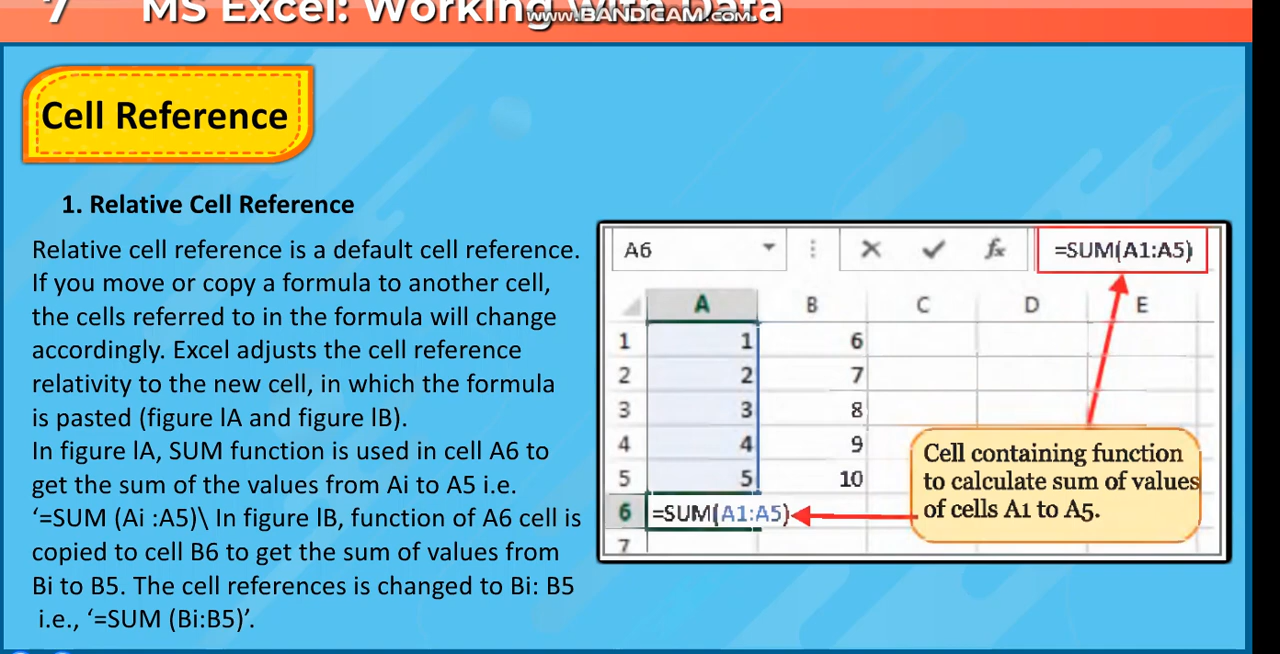 7 MS Excel: Working With Data
www.BANDICAM.com
Cell Reference
1. Relative Cell Reference
Relative cell reference is a default cell reference.
If you move or copy a formula to another cell,
the cells referred to in the formula will change
accordingly. Excel adjusts the cell reference
relativity to the new cell, in which the formula
is pasted (figure lA and figure lB).
In figure lA, SUM function is used in cell A6 to
get the sum of the values from Ai to A5 i.e.
‘=SUM (Ai :A5)\ In figure lB, function of A6 cell is
copied to cell B6 to get the sum of values from
Bi to B5. The cell references is changed to Bi: B5
i.e., ‘=SUM (Bi:B5)’.
A6 fx =SUM(A1:A5)
A B C D E
1 1 6
2 2 7
3 3 8
4 4 9
5 5 10
6 =SUM(A1:A5)
7
Cell containing function
to calculate sum of values
of cells A1 to A5.